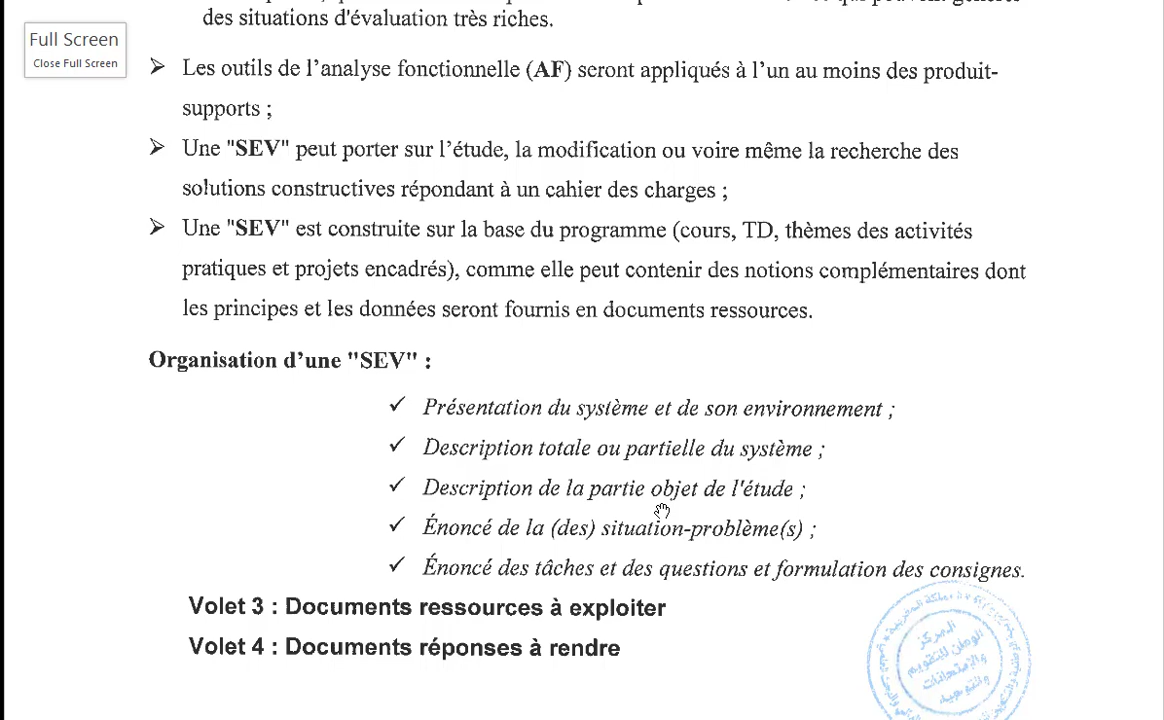 des situations d'évaluation très riches.
Full Screen
Close Full Screen
➢ Les outils de l'analyse fonctionnelle (AF) seront appliqués à l'un au moins des produit-
supports ;
➢ Une "SEV" peut porter sur l'étude, la modification ou voire même la recherche des
solutions constructives répondant à un cahier des charges ;
➢ Une "SEV" est construite sur la base du programme (cours, TD, thèmes des activités
pratiques et projets encadrés), comme elle peut contenir des notions complémentaires dont
les principes et les données seront fournis en documents ressources.
Organisation d'une "SEV" :
✓ Présentation du système et de son environnement ;
✓ Description totale ou partielle du système ;
✓ Description de la partie objet de l'étude ;
✓ Énoncé de la (des) situation-problème(s) ;
✓ Énoncé des tâches et des questions et formulation des consignes.
Volet 3 : Documents ressources à exploiter
Volet 4 : Documents réponses à rendre
المركز
الوطني للتقويم
والامتحانات